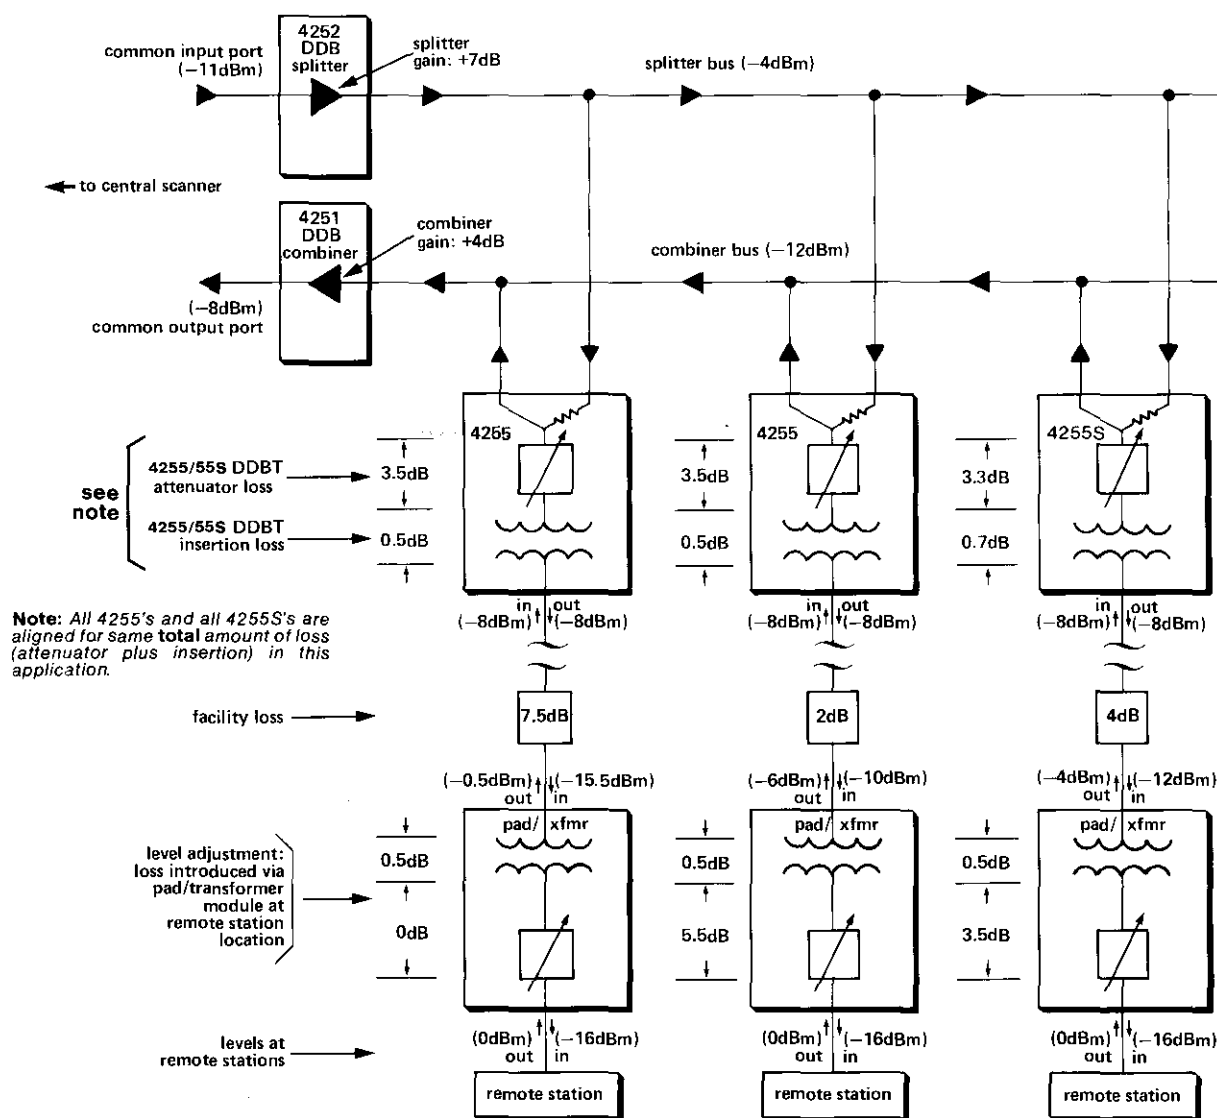 common input port
(−11dBm)
4252
DDB
splitter
splitter
gain: +7dB
splitter bus (−4dBm)
to central scanner
4251
DDB
combiner
combiner
gain: +4dB
combiner bus (−12dBm)
(−8dBm)
common output port
4255
4255
4255S
see
note
4255/55S DDBT
attenuator loss
3.5dB
3.5dB
3.3dB
4255/55S DDBT
insertion loss
0.5dB
0.5dB
0.7dB
in out
(−8dBm) (−8dBm)
in out
(−8dBm) (−8dBm)
in out
(−8dBm) (−8dBm)
Note: All 4255's and all 4255S's are
aligned for same total amount of loss
(attenuator plus insertion) in this
application.
facility loss
7.5dB
2dB
4dB
(−0.5dBm) (−15.5dBm)
out in
(−6dBm) (−10dBm)
out in
(−4dBm) (−12dBm)
out in
pad/ xfmr
pad/ xfmr
pad/ xfmr
level adjustment:
loss introduced via
pad/transformer
module at
remote station
location
0.5dB
0.5dB
0.5dB
0dB
5.5dB
3.5dB
levels at
remote stations
(0dBm) (−16dBm)
out in
(0dBm) (−16dBm)
out in
(0dBm) (−16dBm)
out in
remote station
remote station
remote station